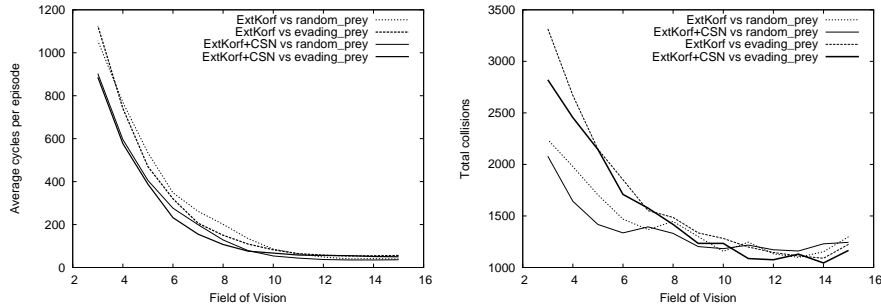 1200
1000
800
600
400
200
0
2 4 6 8 10 12 14 16
Average cycles per episode
Field of Vision
ExtKorf vs random_prey
ExtKorf vs evading_prey
ExtKorf+CSN vs random_prey
ExtKorf+CSN vs evading_prey
3500
3000
2500
2000
1500
1000
2 4 6 8 10 12 14 16
Total collisions
Field of Vision
ExtKorf vs random_prey
ExtKorf+CSN vs random_prey
ExtKorf vs evading_prey
ExtKorf+CSN vs evading_prey